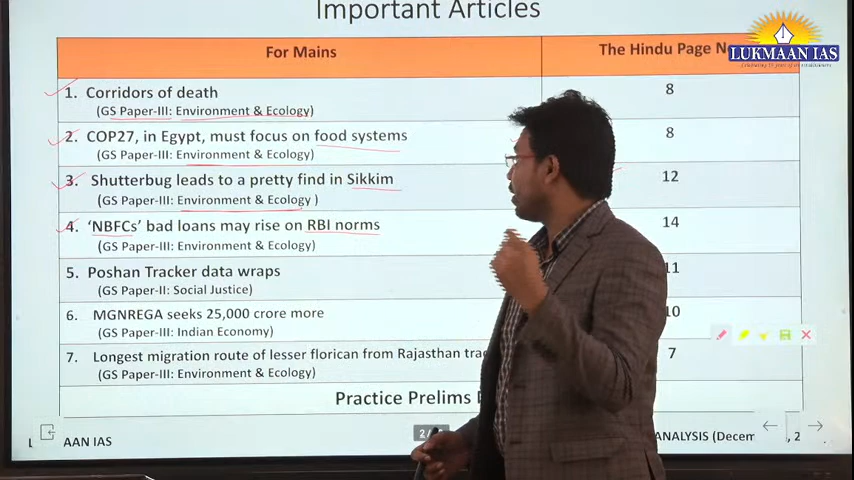 Important Articles
For Mains
The Hindu Page N
LUKMAAN IAS
1. Corridors of death
8
(GS Paper-III: Environment & Ecology)
2. COP27, in Egypt, must focus on food systems
8
(GS Paper-III: Environment & Ecology)
3. Shutterbug leads to a pretty find in Sikkim
12
(GS Paper-III: Environment & Ecology )
4. ‘NBFCs’ bad loans may rise on RBI norms
14
(GS Paper-III: Environment & Ecology)
5. Poshan Tracker data wraps
11
(GS Paper-II: Social Justice)
6. MGNREGA seeks 25,000 crore more
10
(GS Paper-III: Indian Economy)
7. Longest migration route of lesser florican from Rajasthan trac
7
(GS Paper-III: Environment & Ecology)
Practice Prelims
L AAN IAS
2/
ANALYSIS (Decem , 2